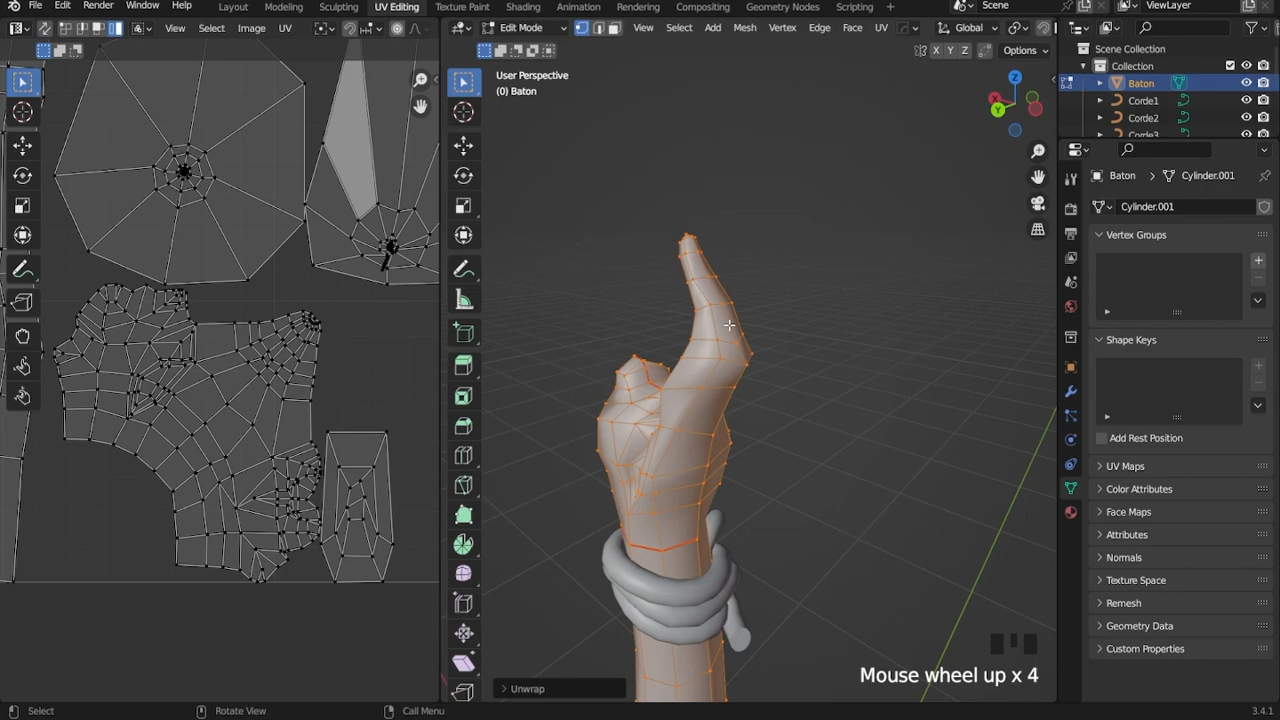 File Edit Render Window Help Layout Modeling Sculpting UV Editing Texture Paint Shading Animation Rendering Compositing Geometry Nodes Scripting + Scene ViewLayer
View Select Image UV Edit Mode View Select Add Mesh Vertex Edge Face UV Global
X Y Z Options
Scene Collection
Collection
Baton
Corde1
Corde2
Corde3
User Perspective
(0) Baton
Z
X
Y
Baton Cylinder.001
Cylinder.001
Vertex Groups
Shape Keys
Add Rest Position
UV Maps
Color Attributes
Face Maps
Attributes
Normals
Texture Space
Remesh
Geometry Data
Custom Properties
Mouse wheel up x 4
Unwrap
Select Rotate View Call Menu 3.4.1